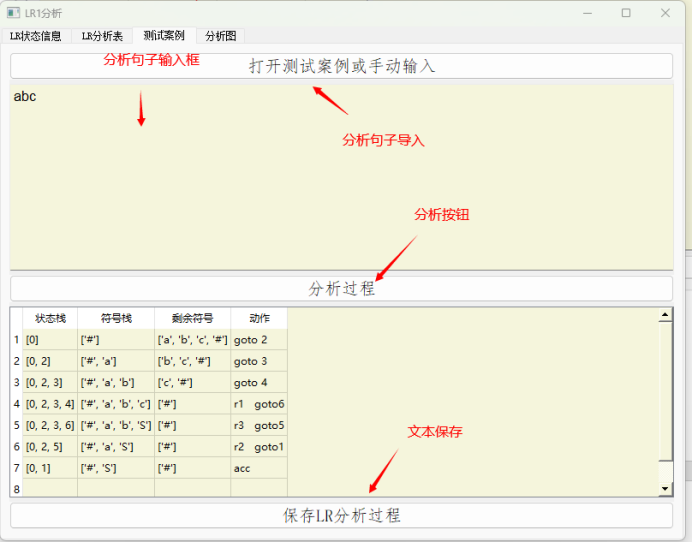 LR1分析
LR状态信息 LR分析表 测试案例 分析图
分析句子输入框
打开测试案例或手动输入
abc
分析句子导入
分析按钮
分析过程
状态栈 符号栈 剩余符号 动作
1 [0] ['#'] ['a', 'b', 'c', '#'] goto 2
2 [0, 2] ['#', 'a'] ['b', 'c', '#'] goto 3
3 [0, 2, 3] ['#', 'a', 'b'] ['c', '#'] goto 4
4 [0, 2, 3, 4] ['#', 'a', 'b', 'c'] ['#'] r1 goto6
5 [0, 2, 3, 6] ['#', 'a', 'b', 'S'] ['#'] r3 goto5
6 [0, 2, 5] ['#', 'a', 'S'] ['#'] r2 goto1
7 [0, 1] ['#', 'S'] ['#'] acc
8
文本保存
保存LR分析过程